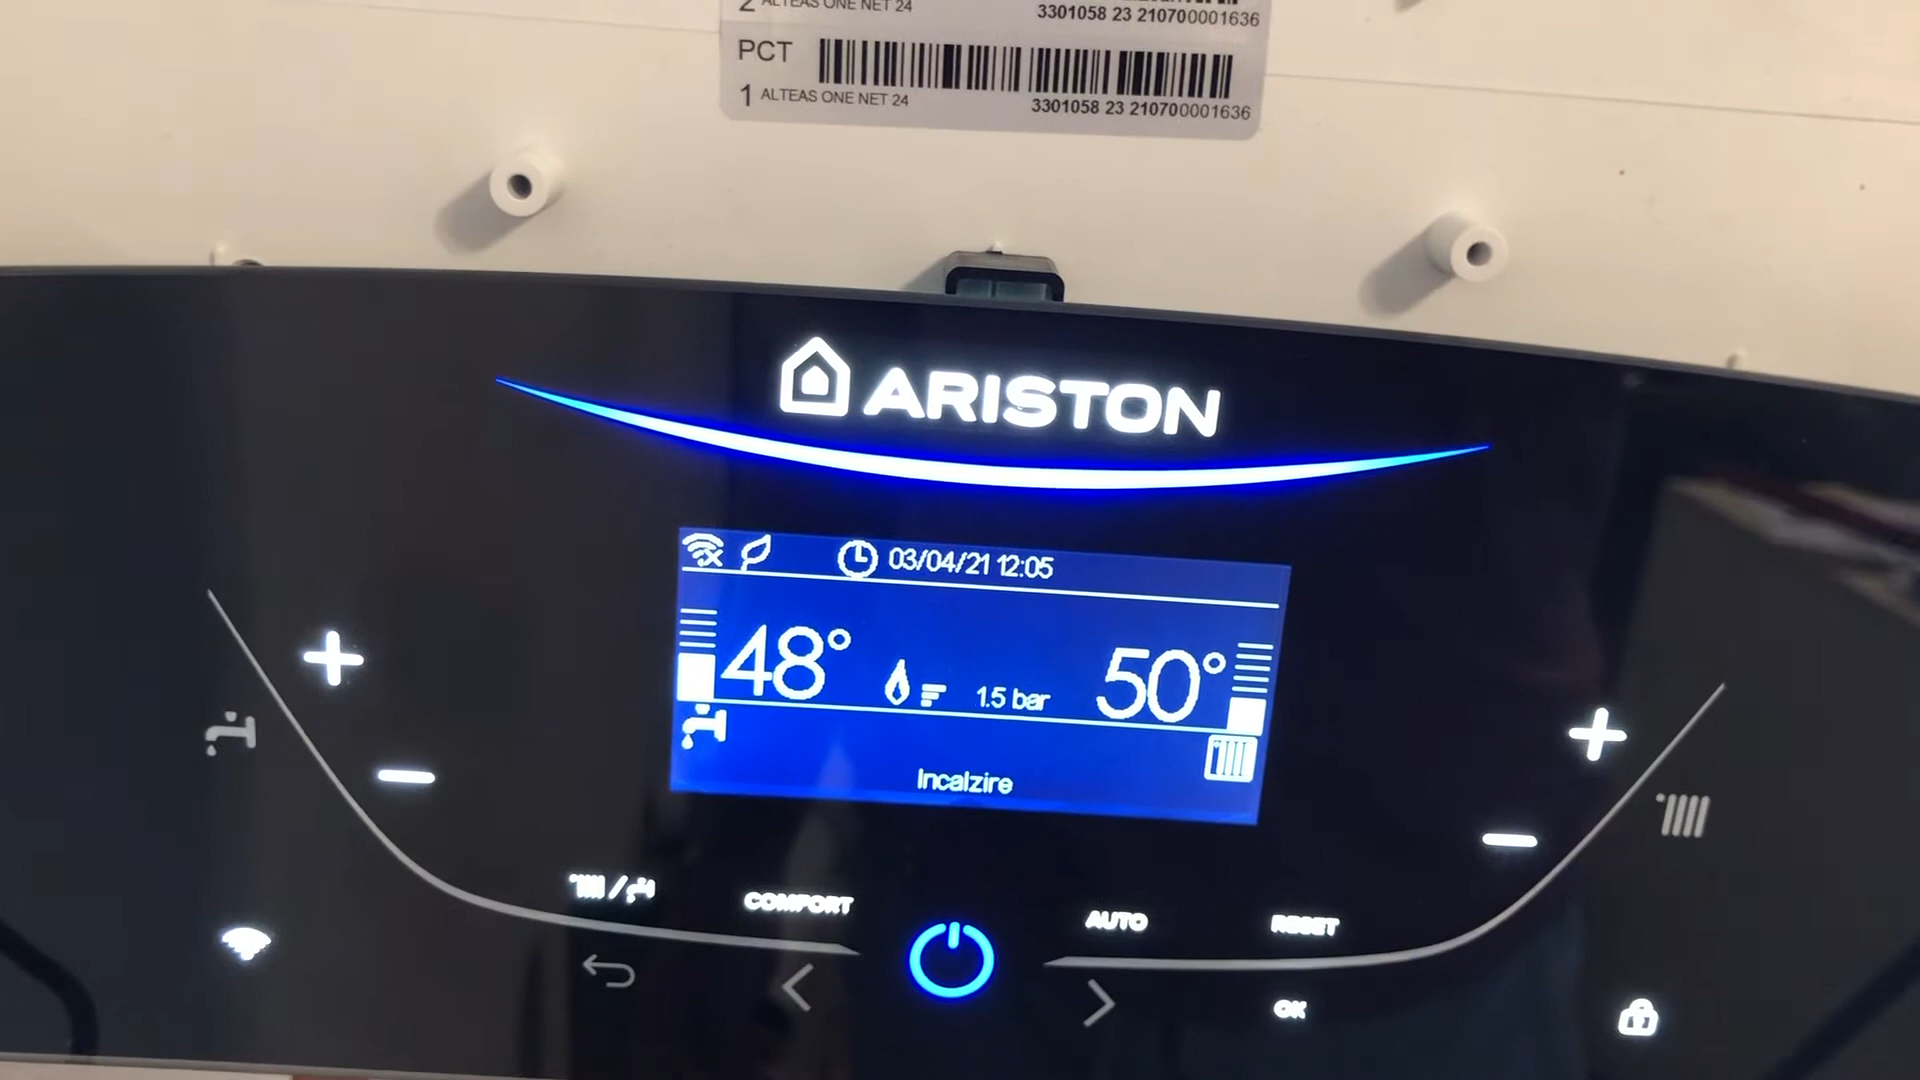 2 ALTEAS ONE NET 24 3301058 23 210700001636
PCT
1 ALTEAS ONE NET 24 3301058 23 210700001636
ARISTON
03/04/21 12:05
48° 1.5 bar 50°
Incalzire
COMFORT AUTO RESET
OK